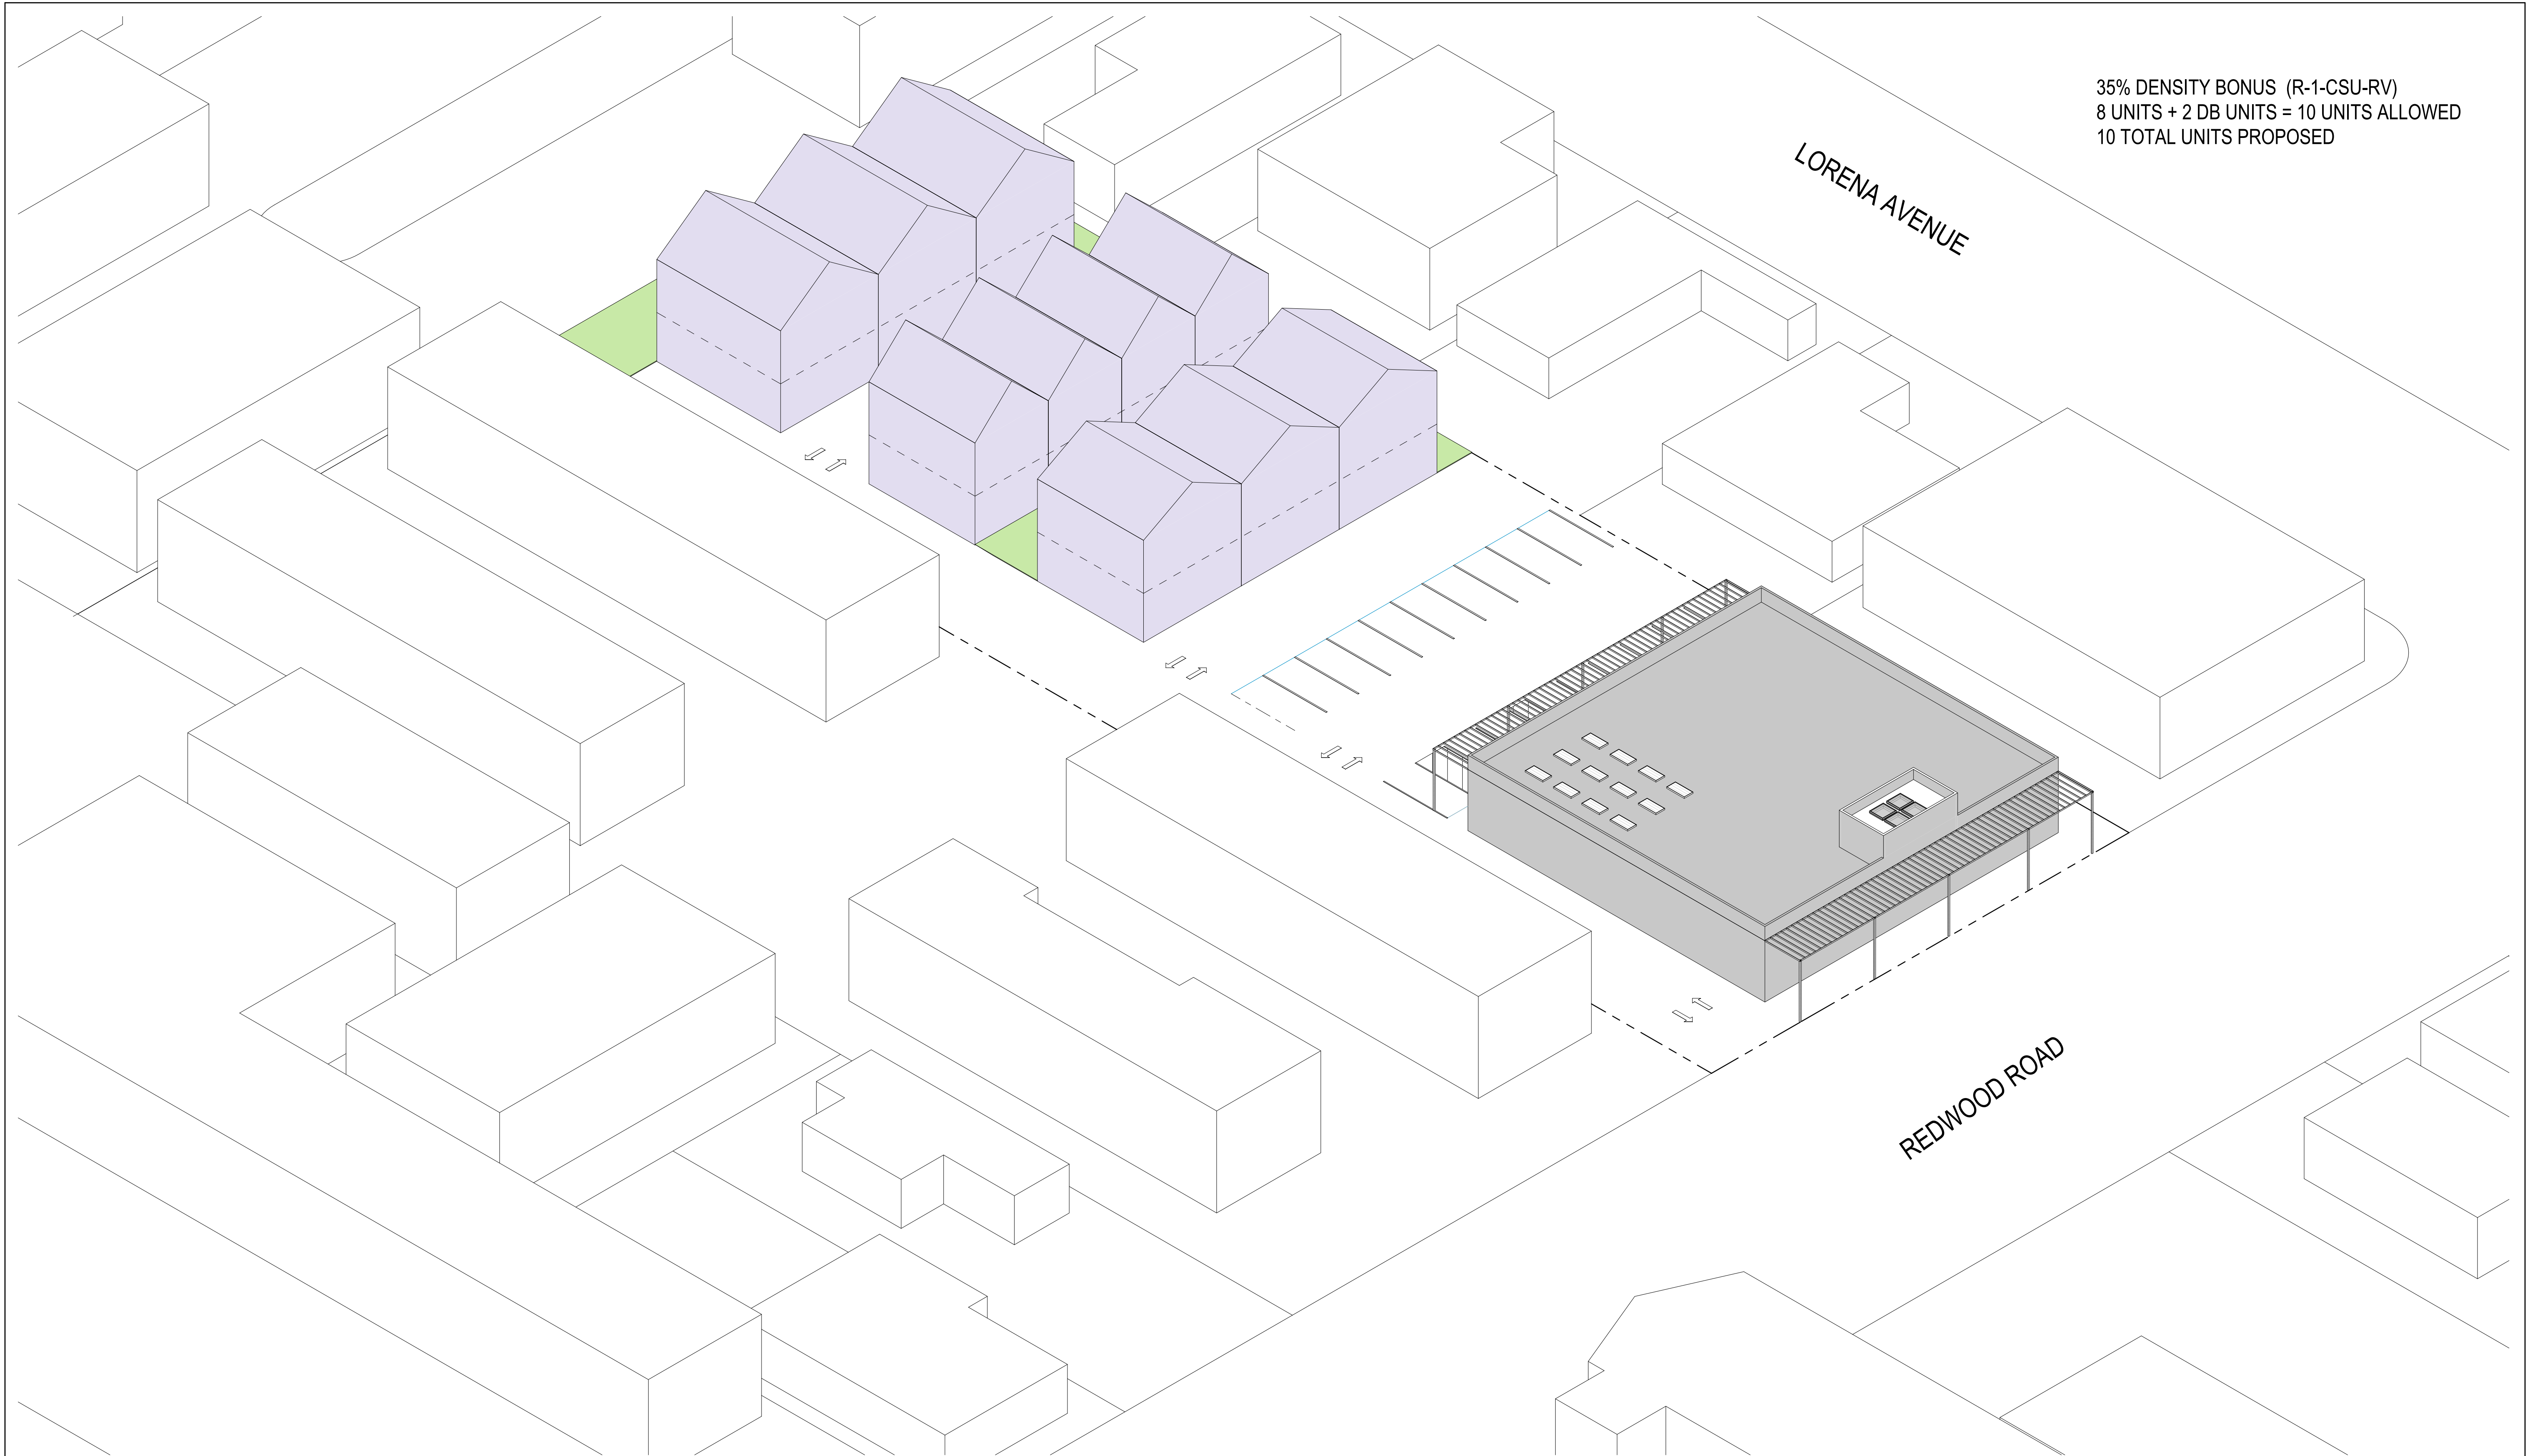 35% DENSITY BONUS (R-1-CSU-RV)
8 UNITS + 2 DB UNITS = 10 UNITS ALLOWED
10 TOTAL UNITS PROPOSED
LORENA AVENUE
REDWOOD ROAD